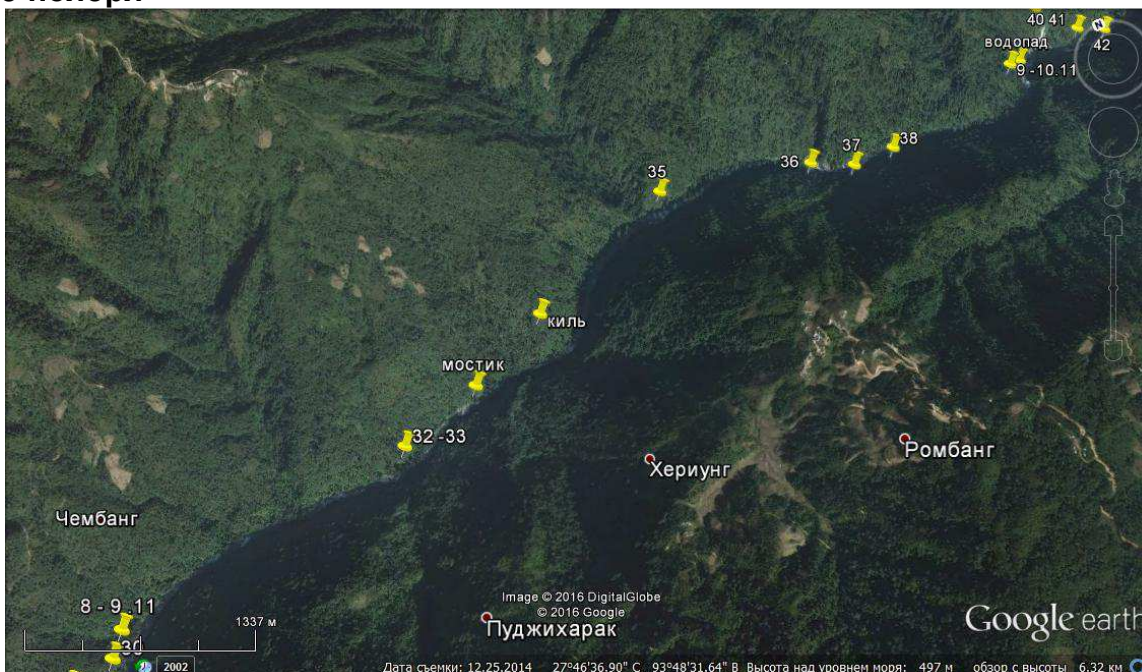 40 41
водопад
42
9 -10.11
38
37
36
35
киль
мостик
32 -33
Ромбанг
Хериунг
Чембанг
8 - 9 .11
Image © 2016 DigitalGlobe
© 2016 Google
1337 м
Пуджихарак
Google earth
30
2002
Дата съемки: 12.25.2014 27°46'36.90" С 93°48'31.64" В Высота над уровнем моря: 497 м обзор с высоты 6.32 км